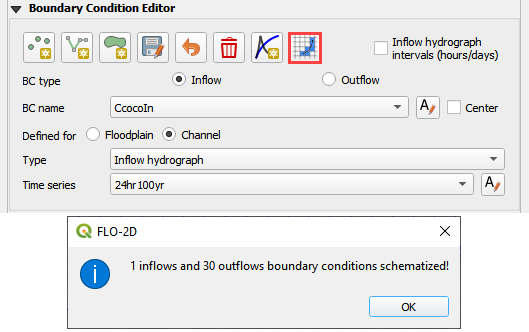 Boundary Condition Editor
Inflow hydrograph
intervals (hours/days)
BC type
Inflow
Outflow
BC name
CcocoIn
A
Center
Defined for
Floodplain
Channel
Type
Inflow hydrograph
Time series
24hr100yr
A
FLO-2D
1 inflows and 30 outflows boundary conditions schematized!
OK